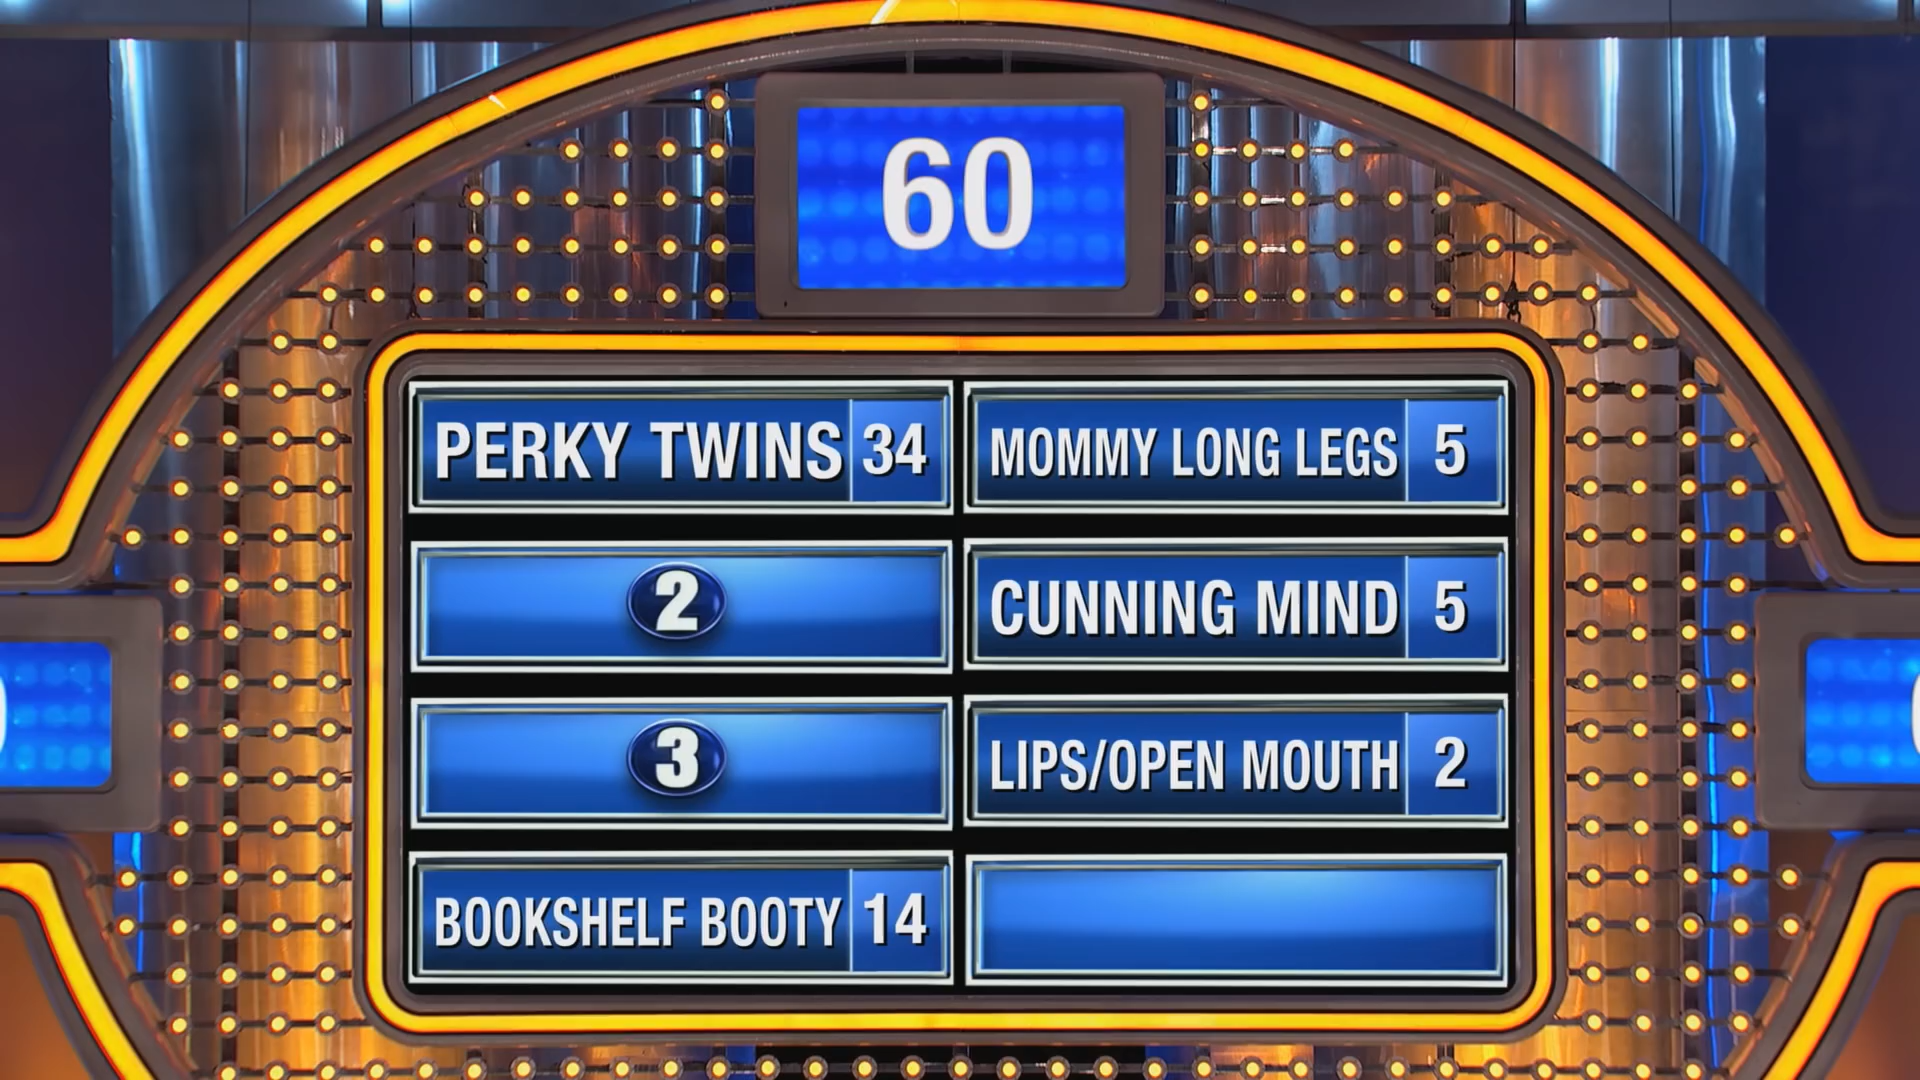 60
PERKY TWINS 34
2
3
BOOKSHELF BOOTY 14
MOMMY LONG LEGS 5
CUNNING MIND 5
LIPS/OPEN MOUTH 2